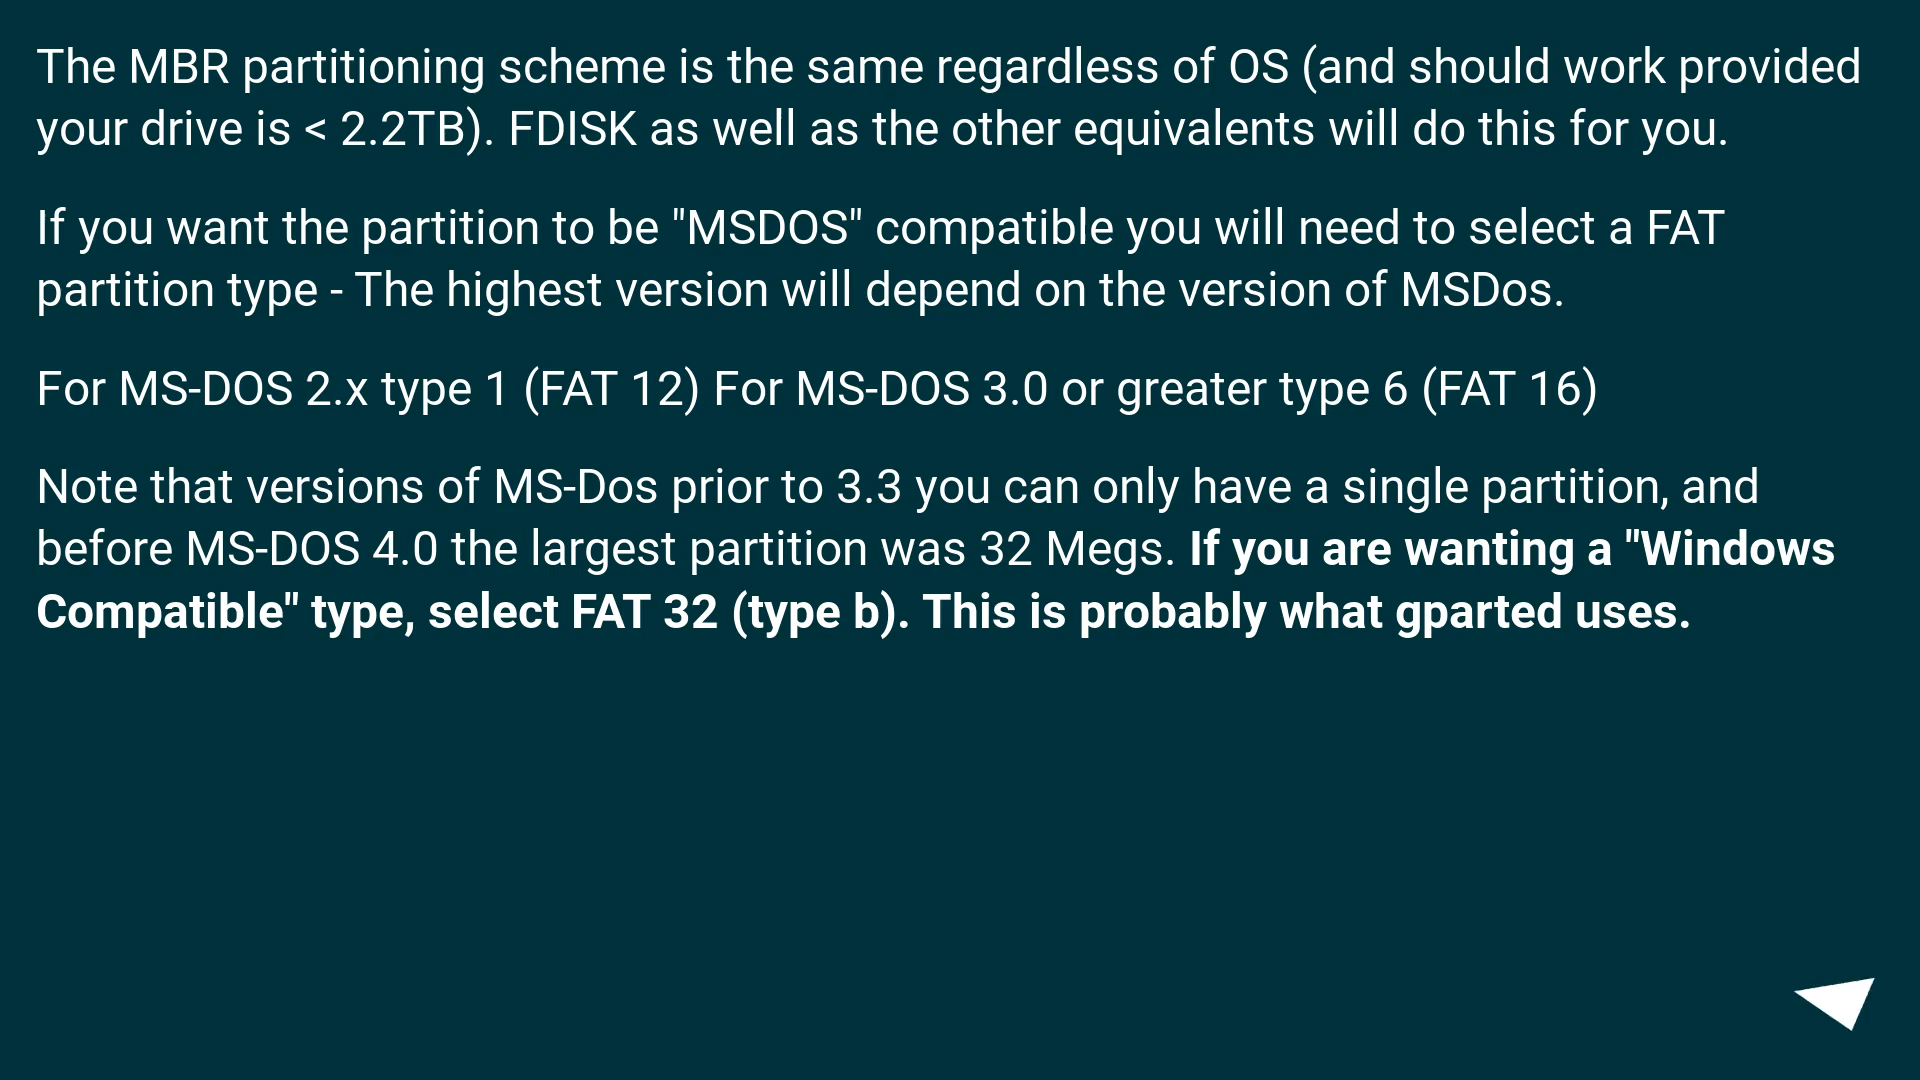 The MBR partitioning scheme is the same regardless of OS (and should work provided
your drive is < 2.2TB). FDISK as well as the other equivalents will do this for you.
If you want the partition to be "MSDOS" compatible you will need to select a FAT
partition type - The highest version will depend on the version of MSDos.
For MS-DOS 2.x type 1 (FAT 12) For MS-DOS 3.0 or greater type 6 (FAT 16)
Note that versions of MS-Dos prior to 3.3 you can only have a single partition, and
before MS-DOS 4.0 the largest partition was 32 Megs. If you are wanting a "Windows
Compatible" type, select FAT 32 (type b). This is probably what gparted uses.